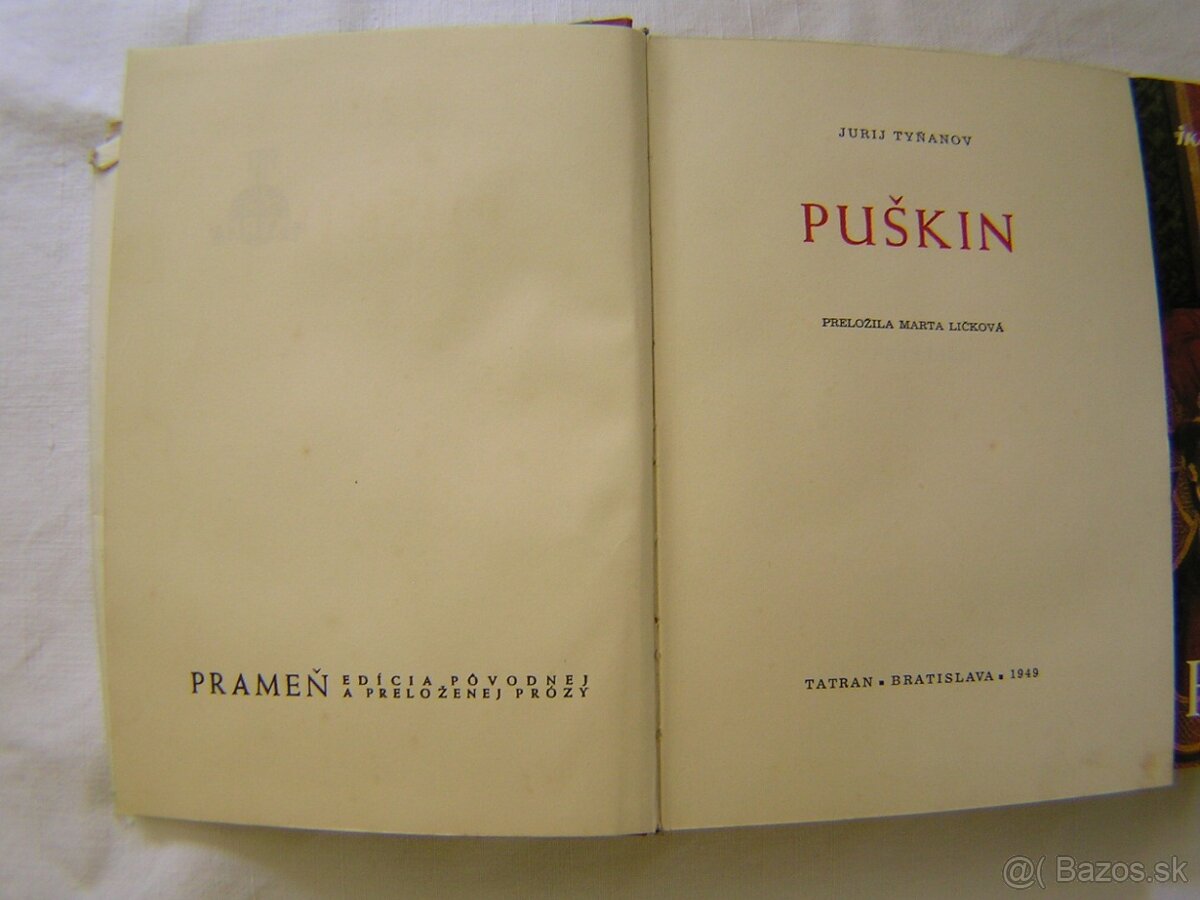 PRAMEŇ EDÍCIA PÔVODNEJ
A PRELOŽENEJ PRÓZY
JURIJ TYŇANOV
PUŠKIN
PRELOŽILA MARTA LIČKOVÁ
TATRAN ▪ BRATISLAVA ▪ 1949
@( Bazos.sk